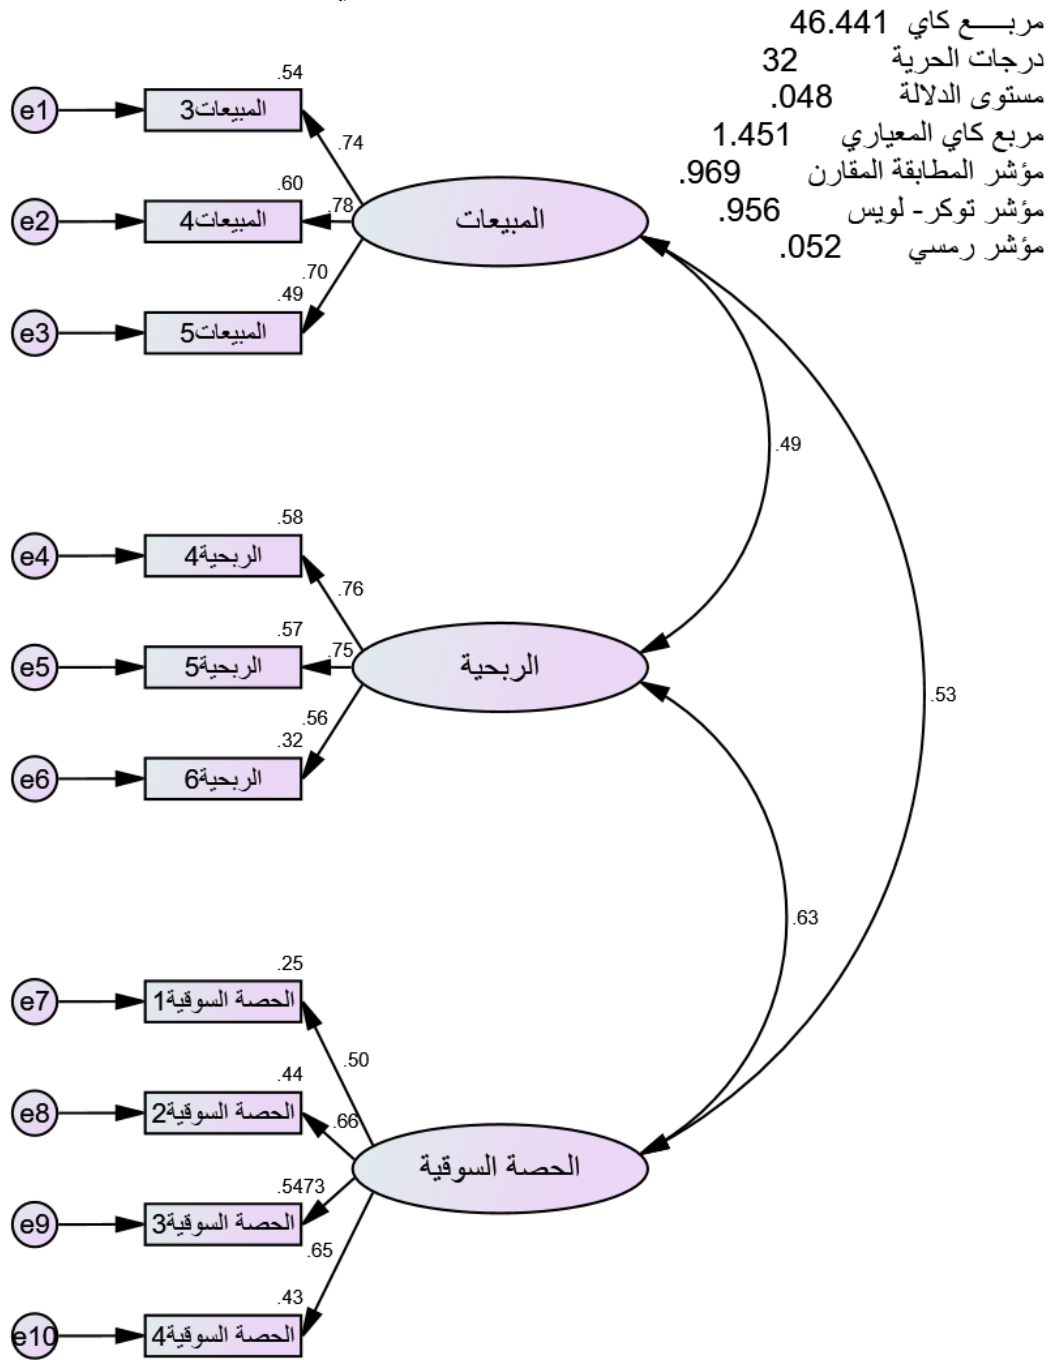 مربـــــع كاي 46.441
درجات الحرية 32
مستوى الدلالة .048
مربع كاي المعياري 1.451
مؤشر المطابقة المقارن .969
مؤشر توكر- لويس .956
مؤشر رمسي .052
.54
e1
المبيعات3
.74
.60
e2
المبيعات4
.78
المبيعات
.70
.49
e3
المبيعات5
.49
.58
e4
الربحية4
.76
.57
e5
الربحية5
.75
الربحية
.53
.56
.32
e6
الربحية6
.63
.25
e7
الحصة السوقية1
.50
.44
e8
الحصة السوقية2
.66
الحصة السوقية
.5473
e9
الحصة السوقية3
.65
.43
e10
الحصة السوقية4